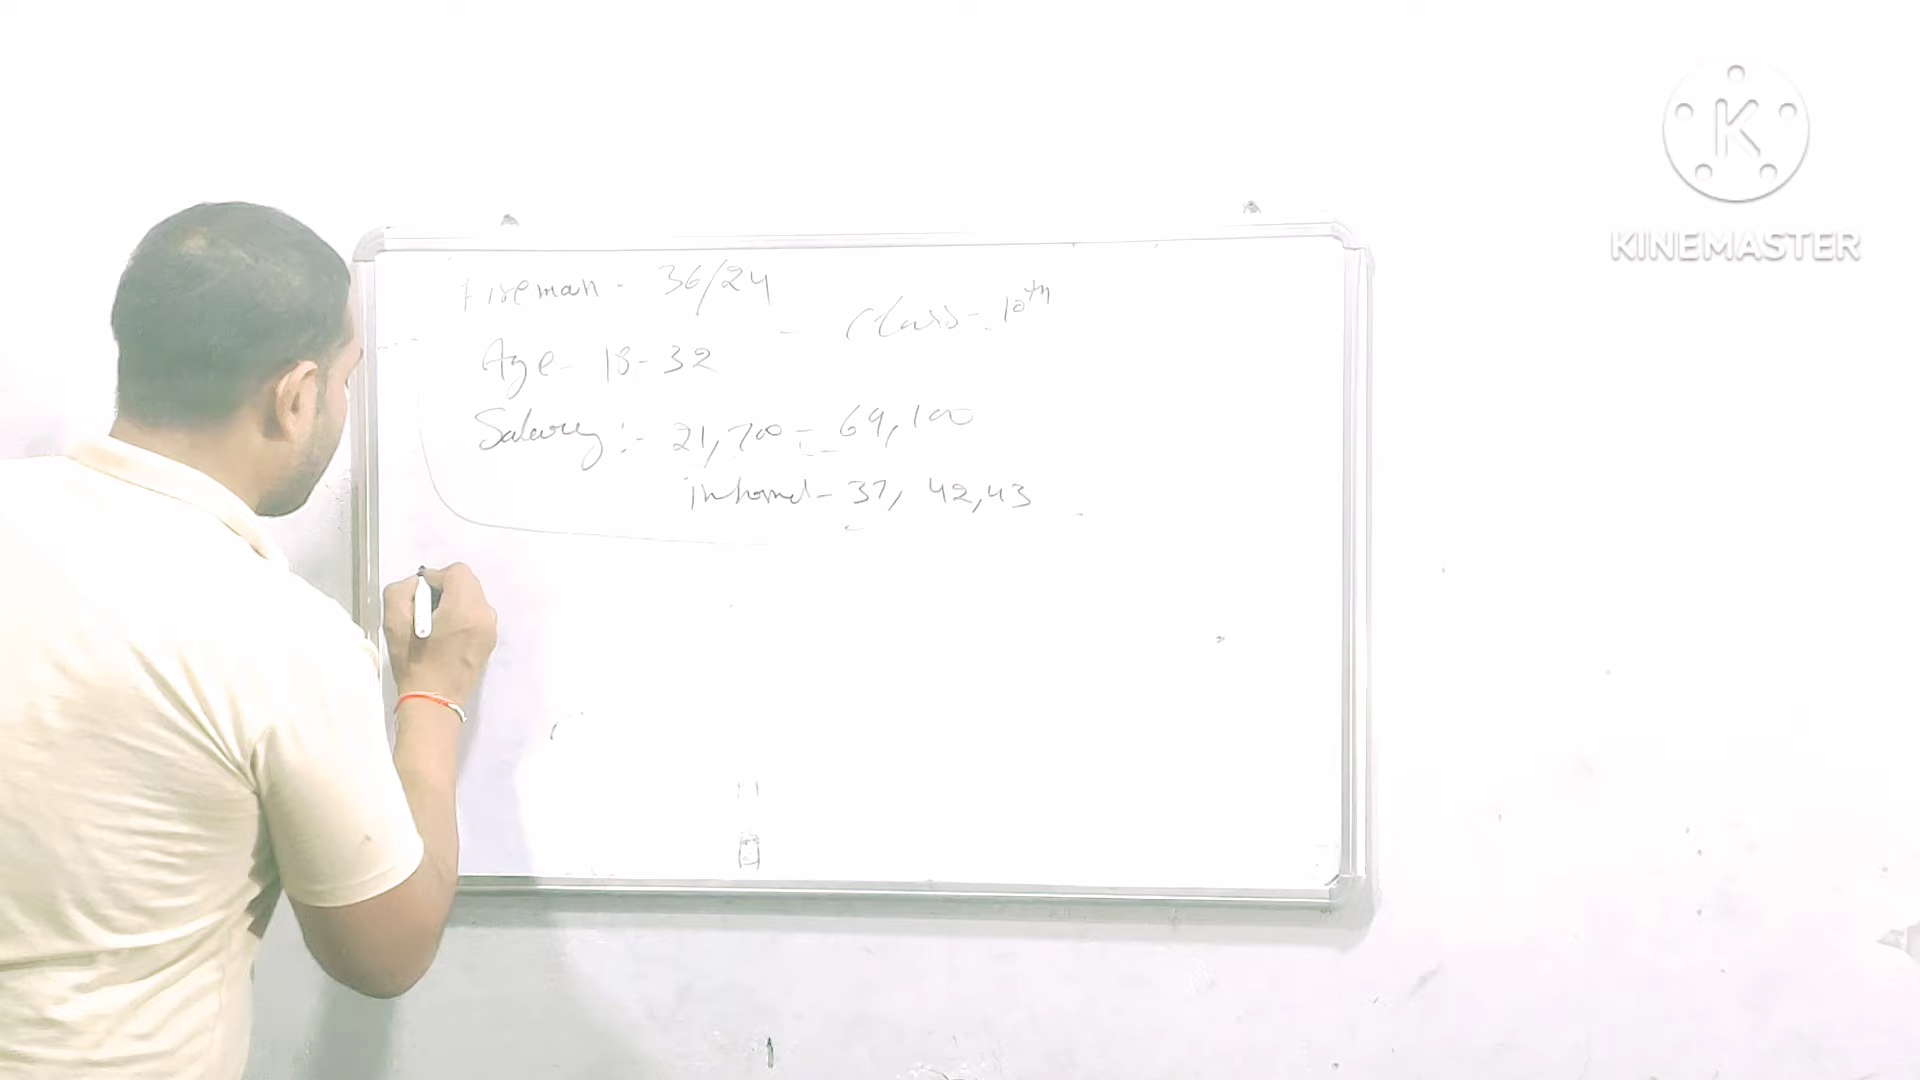 Fireman - 36/24
Class - 10th
Age - 18-32
Salary :- 21,700 - 69,100
inhand - 37, 42,43
K
KINEMASTER